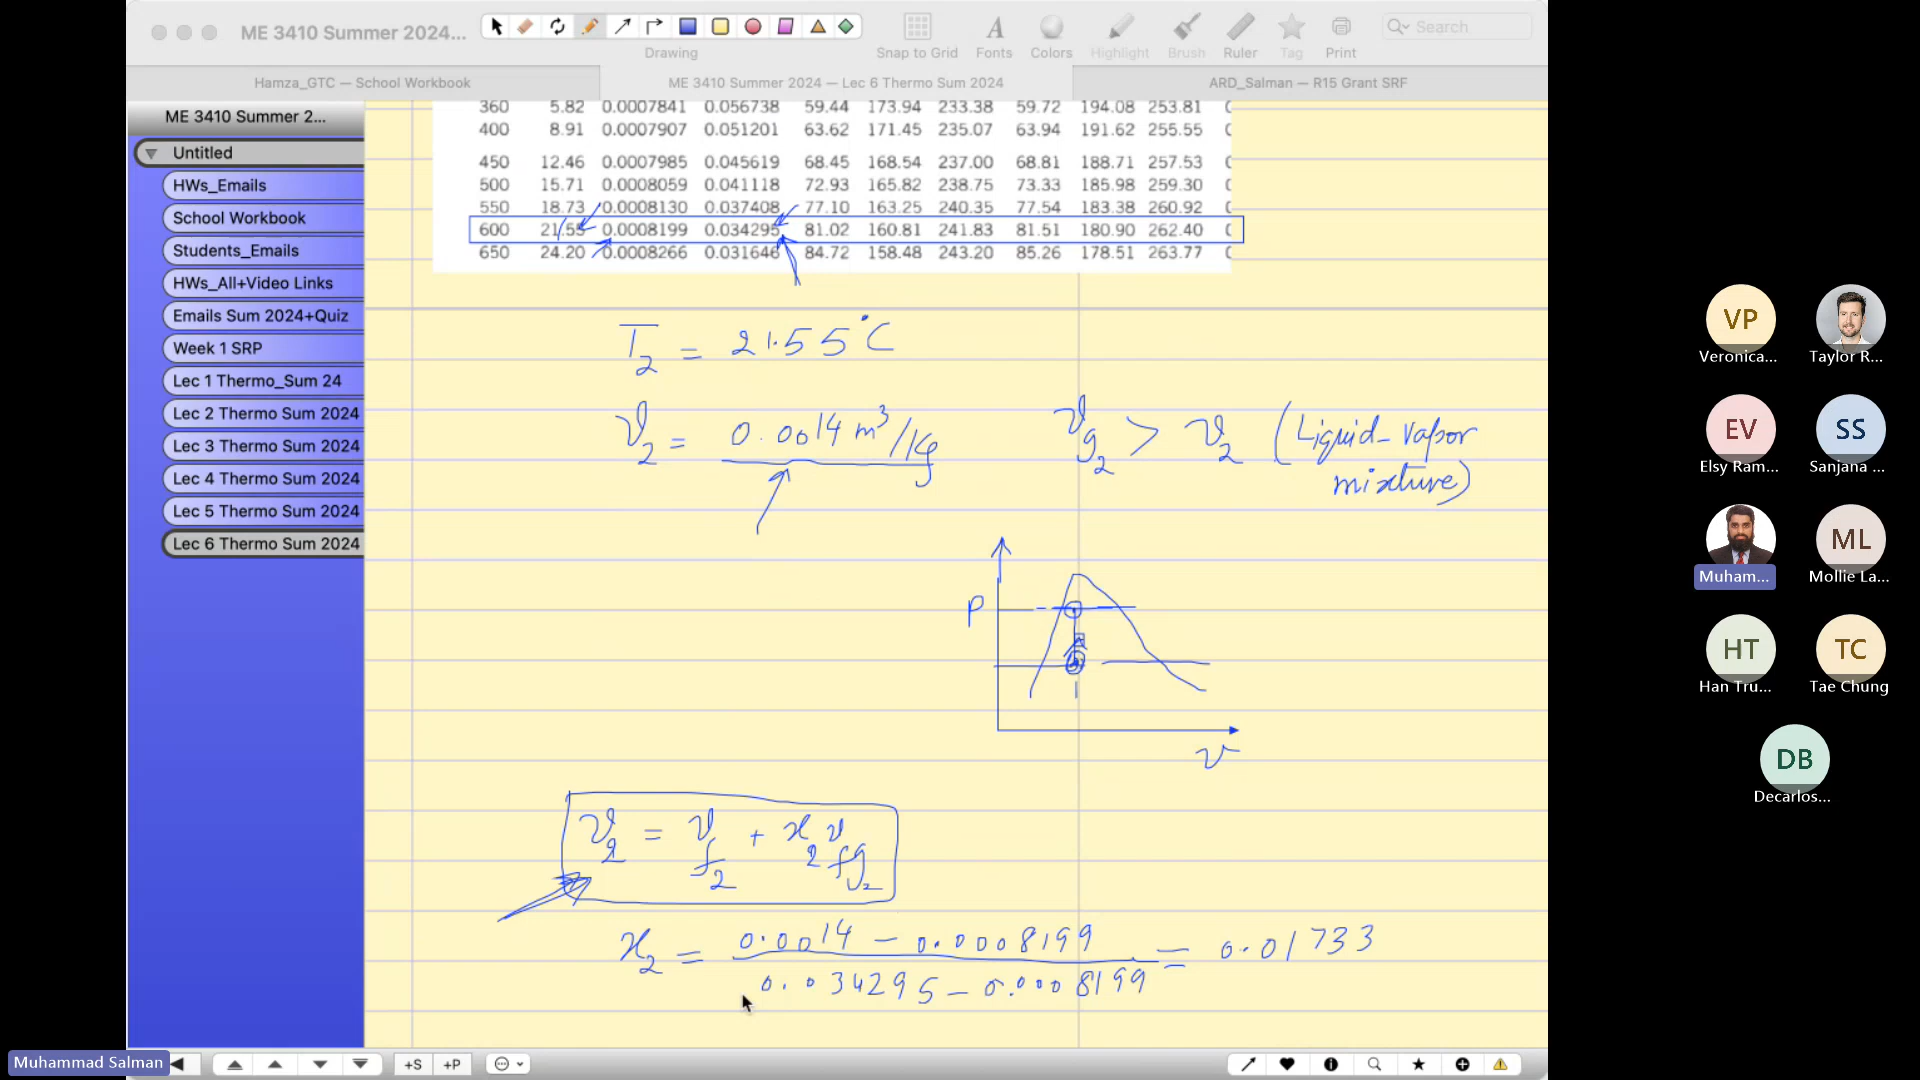 ME 3410 Summer 2024...
Drawing
Snap to Grid
Fonts
Colors
Highlight
Brush
Ruler
Tag
Print
Search
Hamza_GTC — School Workbook
ME 3410 Summer 2024 — Lec 6 Thermo Sum 2024
ARD_Salman — R15 Grant SRF
ME 3410 Summer 2...
Untitled
HWs_Emails
School Workbook
Students_Emails
HWs_All+Video Links
Emails Sum 2024+Quiz
Week 1 SRP
Lec 1 Thermo_Sum 24
Lec 2 Thermo Sum 2024
Lec 3 Thermo Sum 2024
Lec 4 Thermo Sum 2024
Lec 5 Thermo Sum 2024
Lec 6 Thermo Sum 2024
360 5.82 0.0007841 0.056738 59.44 173.94 233.38 59.72 194.08 253.81
400 8.91 0.0007907 0.051201 63.62 171.45 235.07 63.94 191.62 255.55
450 12.46 0.0007985 0.045619 68.45 168.54 237.00 68.81 188.71 257.53
500 15.71 0.0008059 0.041118 72.93 165.82 238.75 73.33 185.98 259.30
550 18.73 0.0008130 0.037408 77.10 163.25 240.35 77.54 183.38 260.92
600 21.55 0.0008199 0.034295 81.02 160.81 241.83 81.51 180.90 262.40
650 24.20 0.0008266 0.031646 84.72 158.48 243.20 85.26 178.51 263.77
T2 = 21.55°C
v2 = 0.0014 m³/kg
vg2 > v2 (Liquid-vapor
mixture)
P
v
v2 = vf2 + x2 vfg2
x2 = 0.0014 - 0.0008199 / 0.034295 - 0.0008199 = 0.01733
+S +P
VP
Veronica...
Taylor R...
EV
Elsy Ram...
SS
Sanjana ...
Muham...
ML
Mollie La...
HT
Han Tru...
TC
Tae Chung
DB
Decarlos...
Muhammad Salman